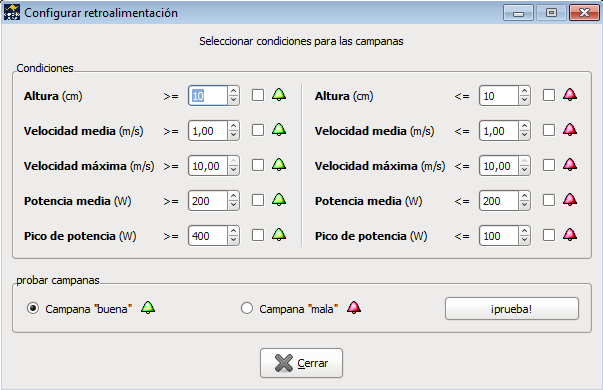 Configurar retroalimentación
Seleccionar condiciones para las campanas
Condiciones
Altura (cm) >= 10 Altura (cm) <= 10
Velocidad media (m/s) >= 1,00 Velocidad media (m/s) <= 1,00
Velocidad máxima (m/s) >= 10,00 Velocidad máxima (m/s) <= 10,00
Potencia media (W) >= 200 Potencia media (W) <= 200
Pico de potencia (W) >= 400 Pico de potencia (W) <= 100
probar campanas
Campana "buena" Campana "mala" ¡prueba!
Cerrar